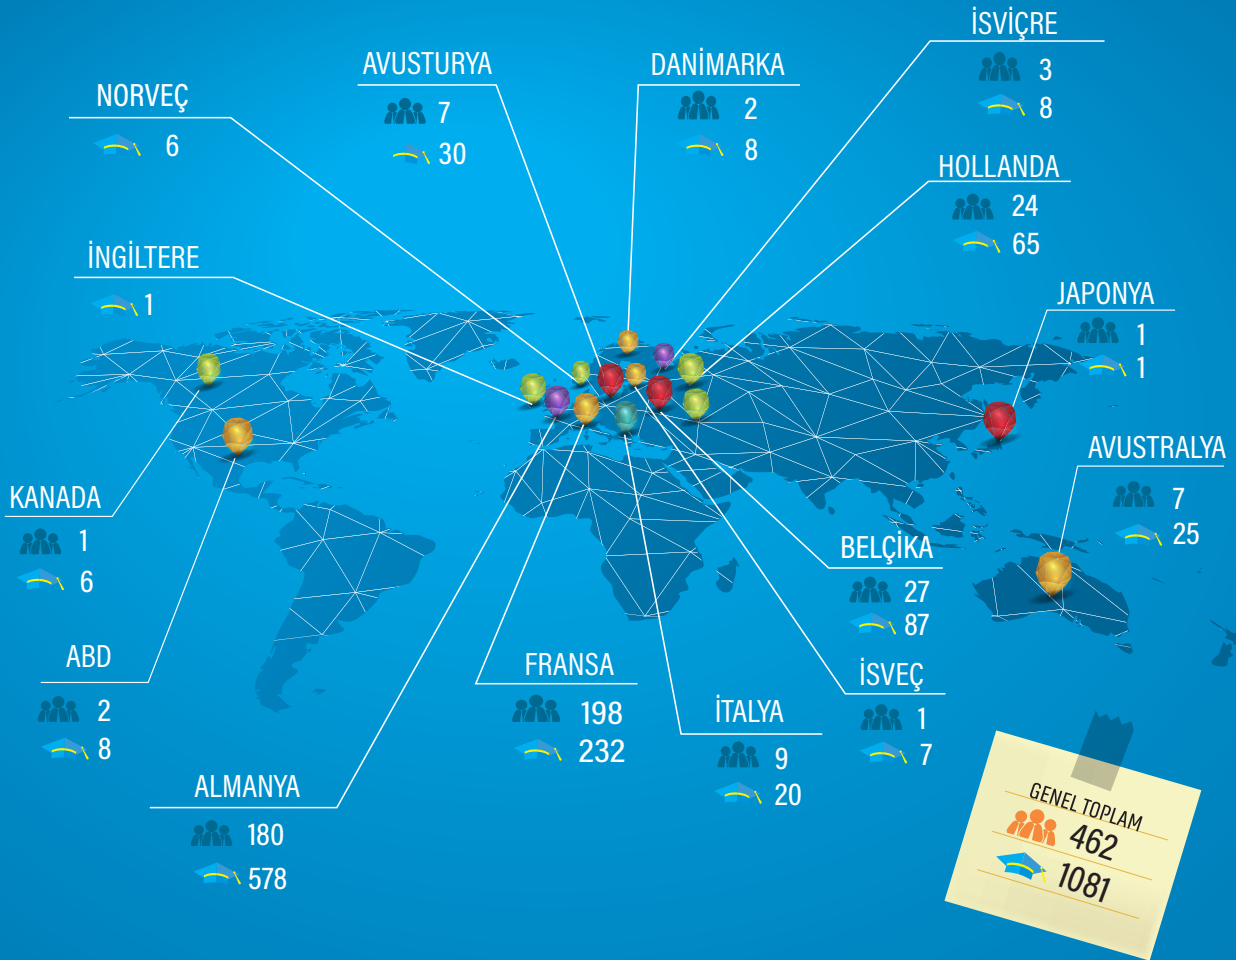 İSVİÇRE
3
8
AVUSTURYA
7
30
DANİMARKA
2
8
NORVEÇ
6
HOLLANDA
24
65
İNGİLTERE
1
JAPONYA
1
1
AVUSTRALYA
7
25
KANADA
1
6
BELÇİKA
27
87
ABD
2
8
FRANSA
198
232
İSVEÇ
1
7
İTALYA
9
20
ALMANYA
180
578
GENEL TOPLAM
462
1081